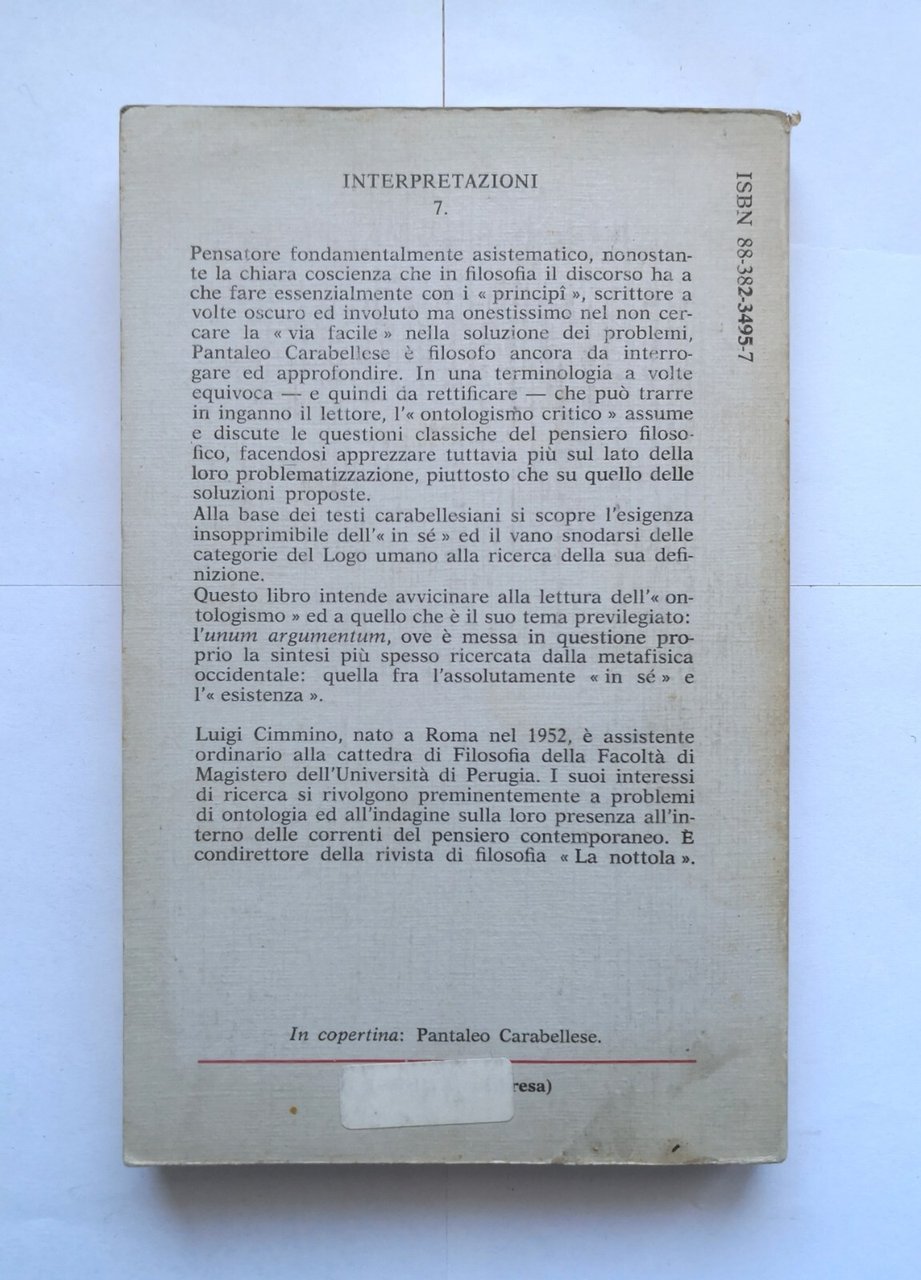 INTERPRETAZIONI
7.
Pensatore fondamentalmente asistematico, nonostan-
te la chiara coscienza che in filosofia il discorso ha a
che fare essenzialmente con i « principî », scrittore a
volte oscuro ed involuto ma onestissimo nel non cer-
care la « via facile » nella soluzione dei problemi,
Pantaleo Carabellese è filosofo ancora da interro-
gare ed approfondire. In una terminologia a volte
equivoca — e quindi da rettificare — che può trarre
in inganno il lettore, l'« ontologismo critico » assume
e discute le questioni classiche del pensiero filoso-
fico, facendosi apprezzare tuttavia più sul lato della
loro problematizzazione, piuttosto che su quello delle
soluzioni proposte.
Alla base dei testi carabellesiani si scopre l'esigenza
insopprimibile dell'« in sé » ed il vano snodarsi delle
categorie del Logo umano alla ricerca della sua defi-
nizione.
Questo libro intende avvicinare alla lettura dell'« on-
tologismo » ed a quello che è il suo tema previlegiato:
l'unum argumentum, ove è messa in questione pro-
prio la sintesi più spesso ricercata dalla metafisica
occidentale: quella fra l'assolutamente « in sé » e
l'« esistenza ».
Luigi Cimmino, nato a Roma nel 1952, è assistente
ordinario alla cattedra di Filosofia della Facoltà di
Magistero dell'Università di Perugia. I suoi interessi
di ricerca si rivolgono preminentemente a problemi
di ontologia ed all'indagine sulla loro presenza all'in-
terno delle correnti del pensiero contemporaneo. È
condirettore della rivista di filosofia « La nottola ».
In copertina: Pantaleo Carabellese.
resa)
ISBN 88-382-3495-7